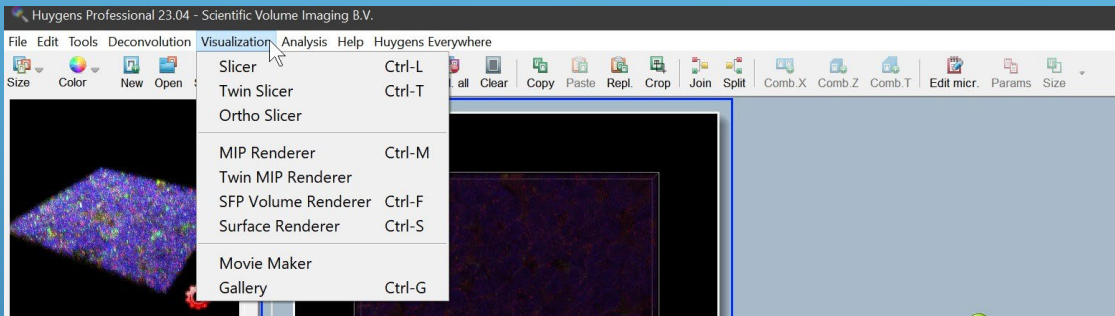 Huygens Professional 23.04 - Scientific Volume Imaging B.V.
File Edit Tools Deconvolution Visualization Analysis Help Huygens Everywhere
Size Color New Open all Clear Copy Paste Repl. Crop Join Split Comb.X Comb.Z Comb.T Edit micr. Params Size
Slicer Ctrl-L
Twin Slicer Ctrl-T
Ortho Slicer
MIP Renderer Ctrl-M
Twin MIP Renderer
SFP Volume Renderer Ctrl-F
Surface Renderer Ctrl-S
Movie Maker
Gallery Ctrl-G